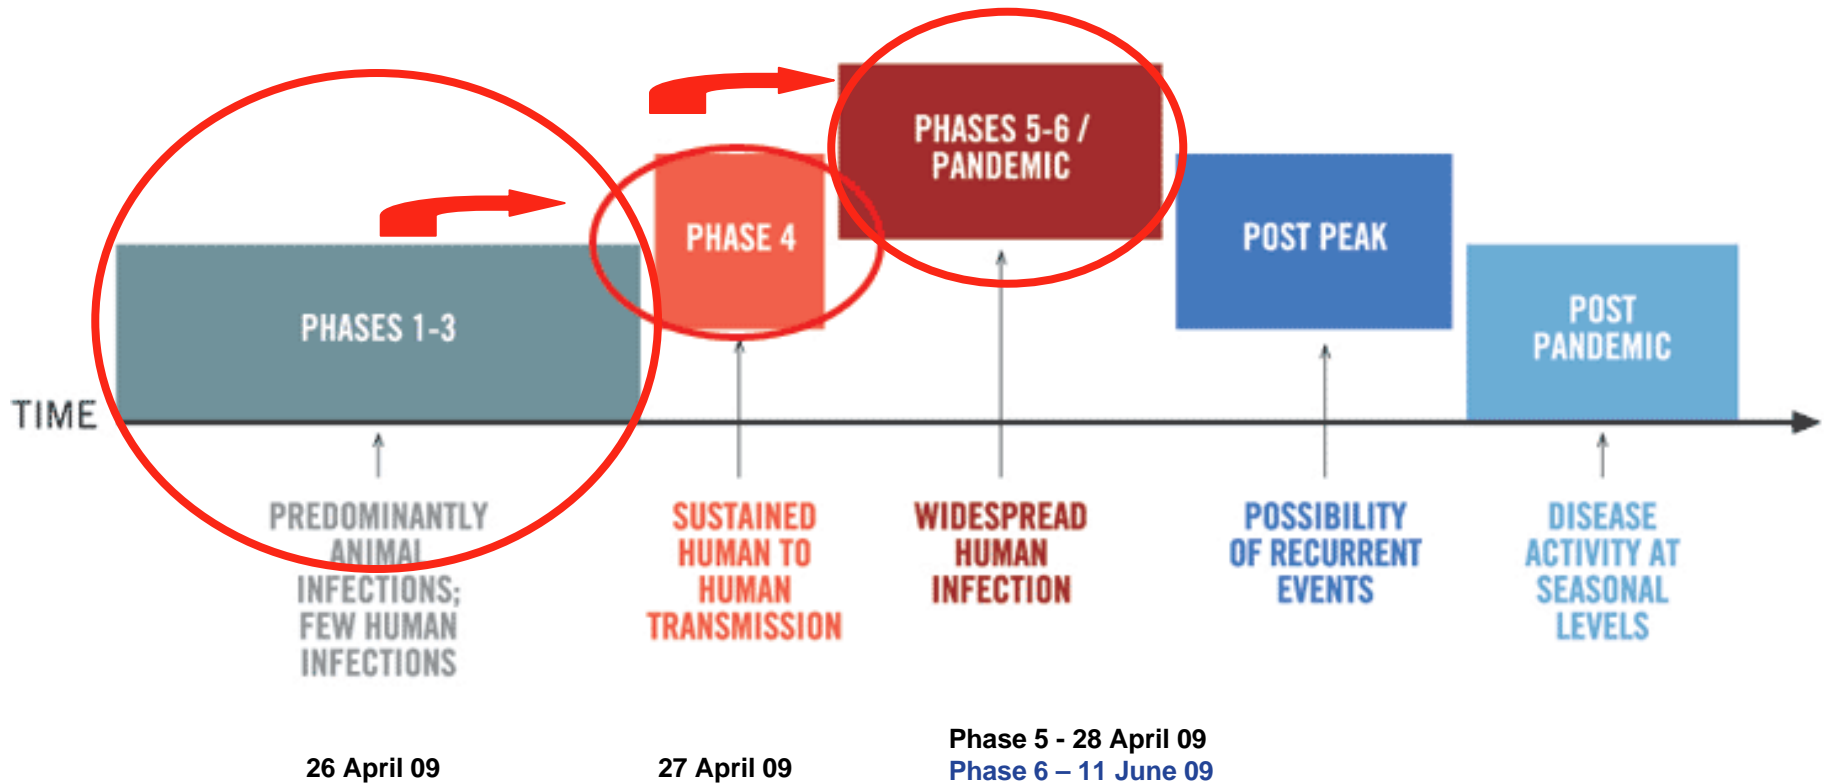 PHASES 5-6 /
PANDEMIC
PHASE 4
POST PEAK
PHASES 1-3
POST
PANDEMIC
TIME
PREDOMINANTLY
ANIMAL
INFECTIONS;
FEW HUMAN
INFECTIONS
SUSTAINED
HUMAN TO
HUMAN
TRANSMISSION
WIDESPREAD
HUMAN
INFECTION
POSSIBILITY
OF RECURRENT
EVENTS
DISEASE
ACTIVITY AT
SEASONAL
LEVELS
26 April 09
27 April 09
Phase 5 - 28 April 09
Phase 6 – 11 June 09